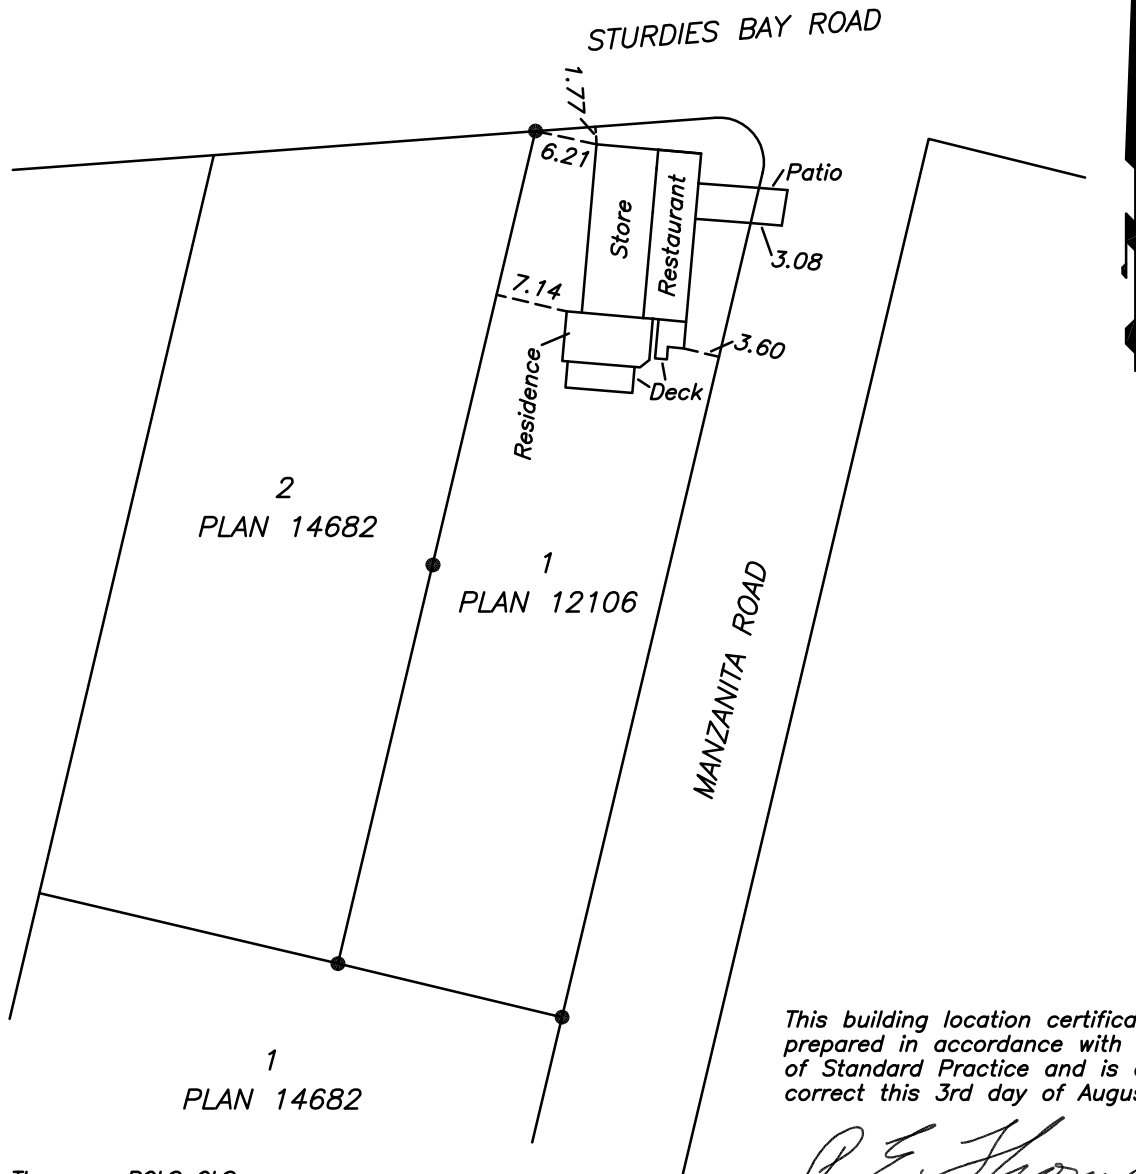 STURDIES BAY ROAD
1.77
6.21
Patio
Store
Restaurant
3.08
7.14
3.60
Residence
Deck
2
PLAN 14682
1
PLAN 12106
MANZANITA ROAD
1
PLAN 14682
This building location certifica
prepared in accordance with
of Standard Practice and is
correct this 3rd day of Augus